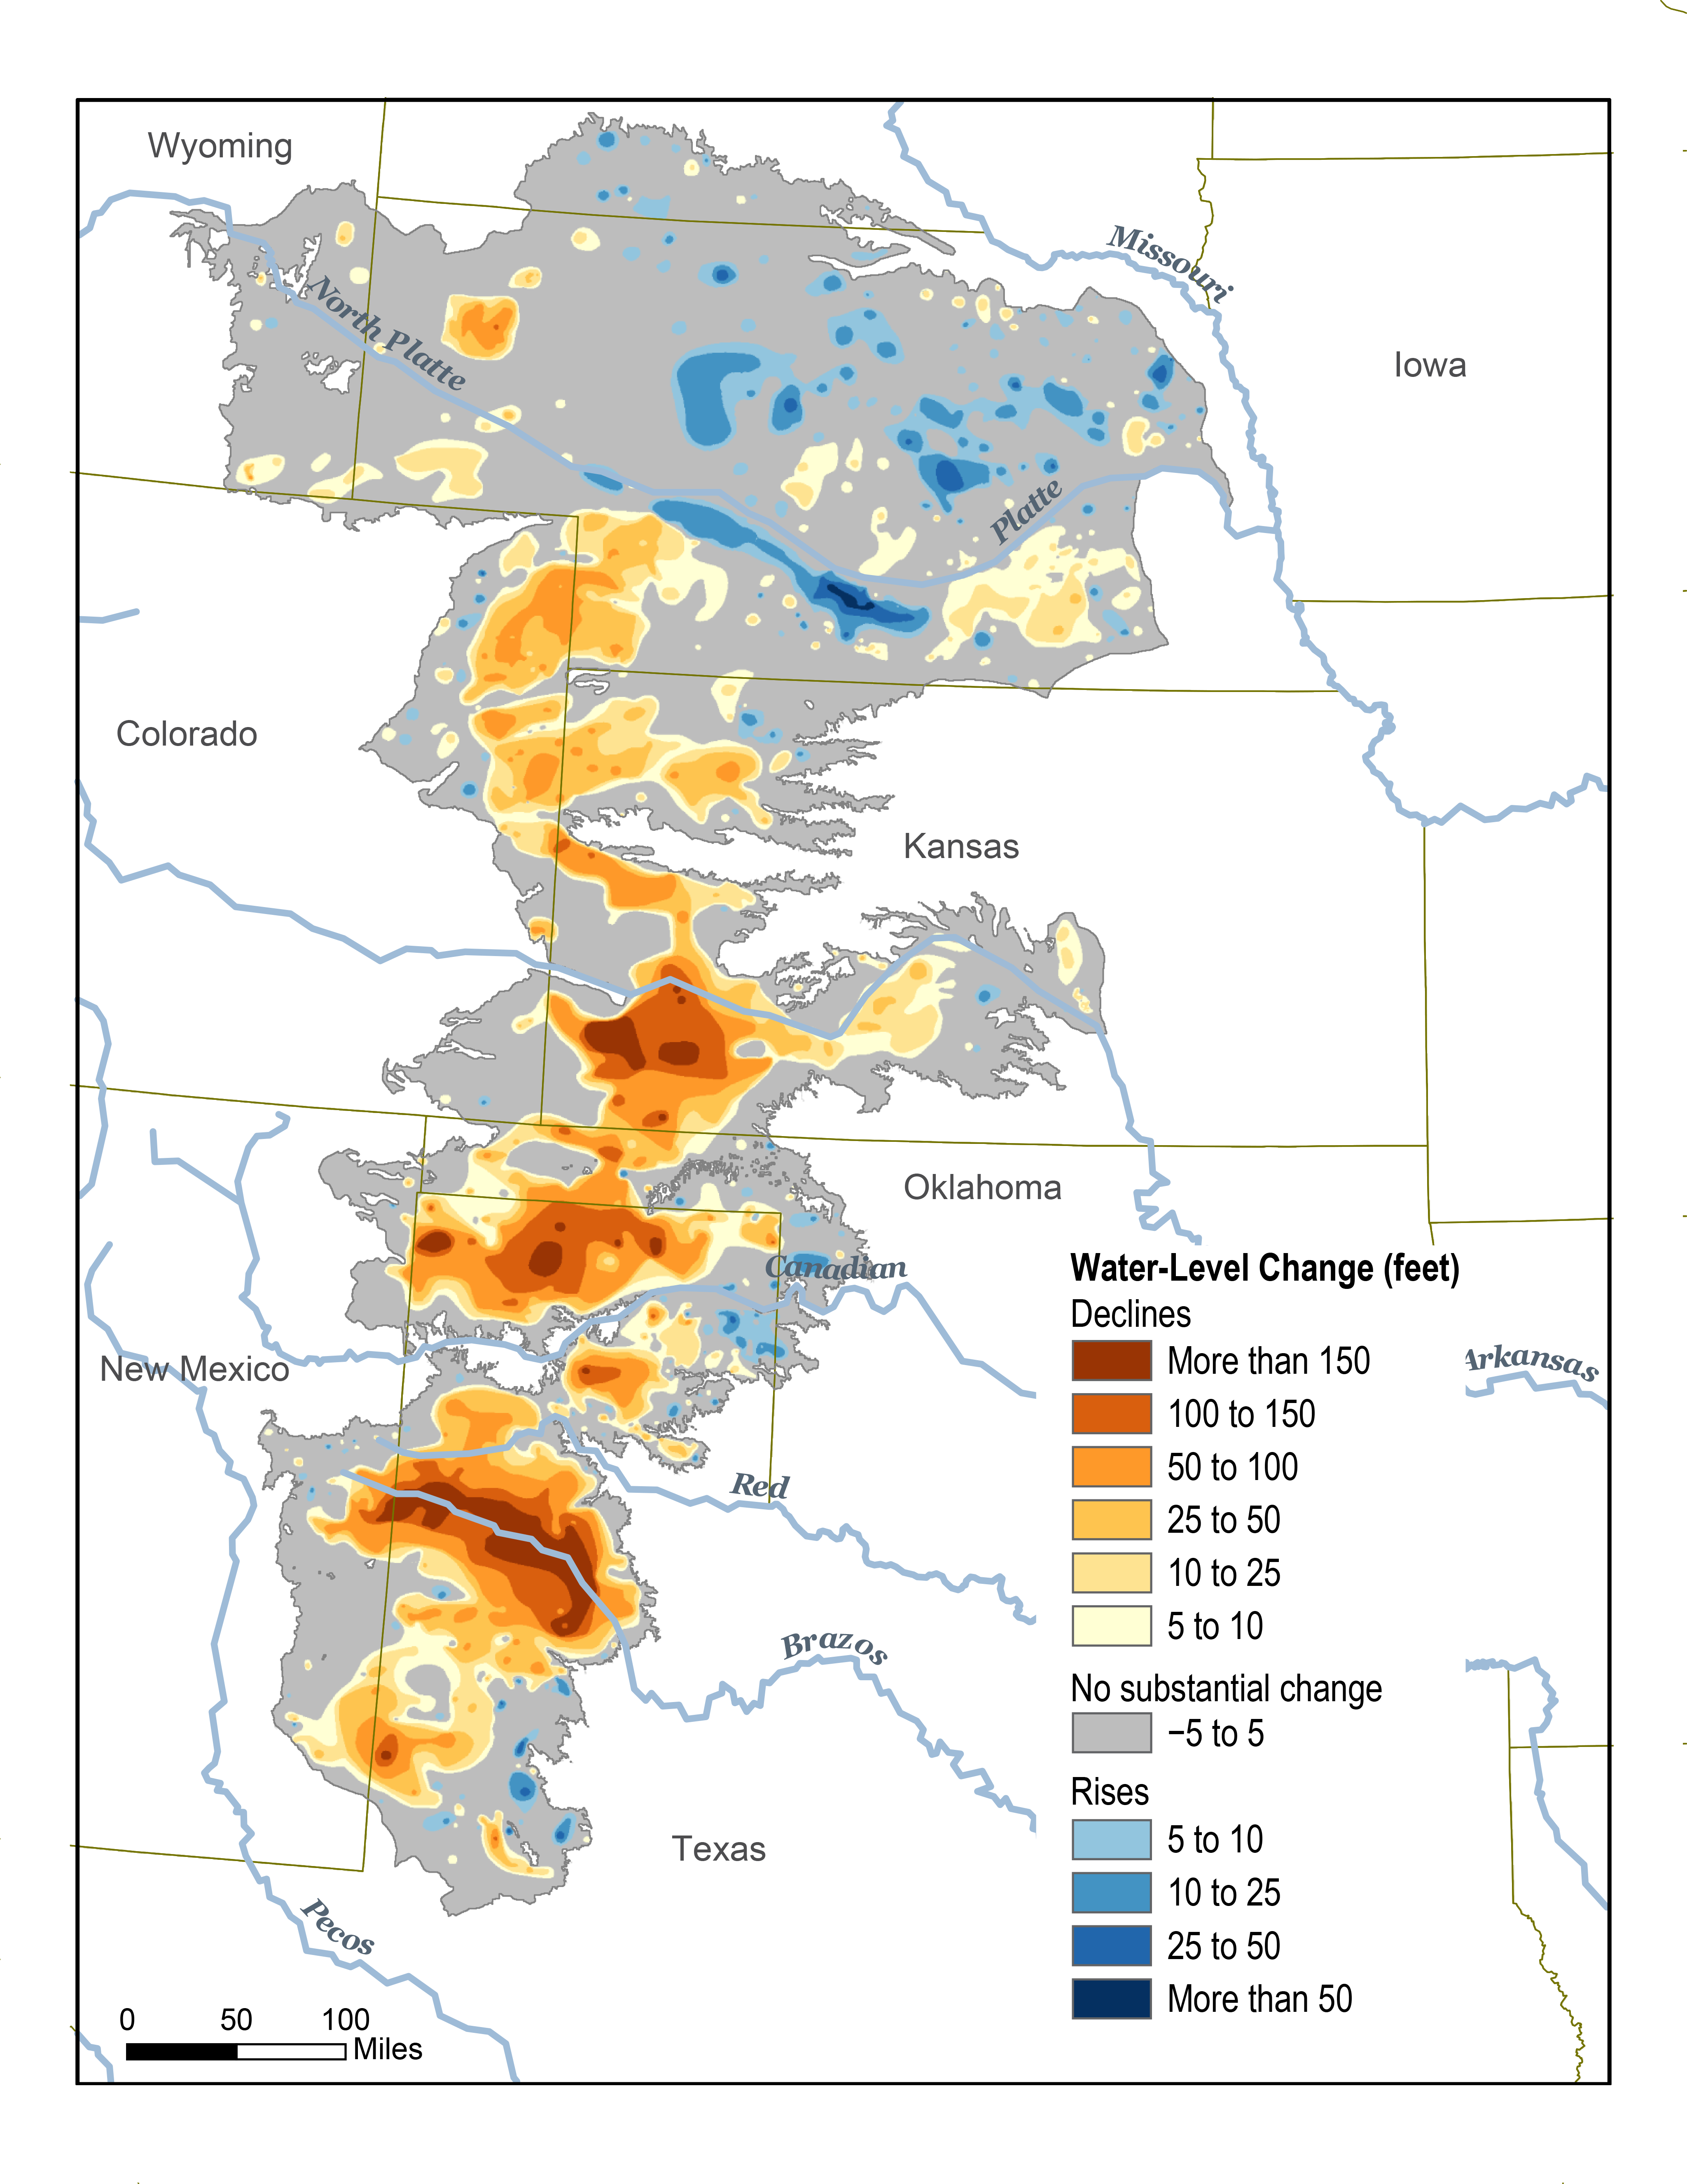 Wyoming
Missouri
North Platte
Iowa
Platte
Colorado
Kansas
Oklahoma
Canadian
New Mexico
Arkansas
Red
Brazos
Texas
Pecos
Water-Level Change (feet)
Declines
More than 150
100 to 150
50 to 100
25 to 50
10 to 25
5 to 10
No substantial change
−5 to 5
Rises
5 to 10
10 to 25
25 to 50
More than 50
0 50 100
Miles